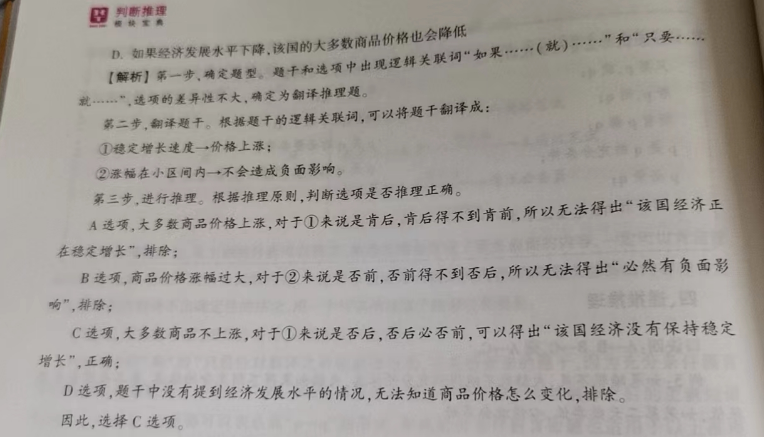 判断推理
D. 如果经济发展水平下降,该国的大多数商品价格也会降低
【解析】第一步,确定题型。题干和选项中出现逻辑关联词“如果……(就)……”和“只要……
就……”,选项的差异性不大,确定为翻译推理题。
第二步,翻译题干。根据题干的逻辑关联词,可以将题干翻译成:
①稳定增长速度→价格上涨;
②涨幅在小区间内→不会造成负面影响。
第三步,进行推理。根据推理原则,判断选项是否推理正确。
A 选项,大多数商品价格上涨,对于①来说是肯后,肯后得不到肯前,所以无法得出“该国经济正
在稳定增长”,排除;
B 选项,商品价格涨幅过大,对于②来说是否前,否前得不到否后,所以无法得出“必然有负面影
响”,排除;
C 选项,大多数商品不上涨,对于①来说是否后,否后必否前,可以得出“该国经济没有保持稳定
增长”,正确;
D 选项,题干中没有提到经济发展水平的情况,无法知道商品价格怎么变化,排除。
因此,选择 C 选项。